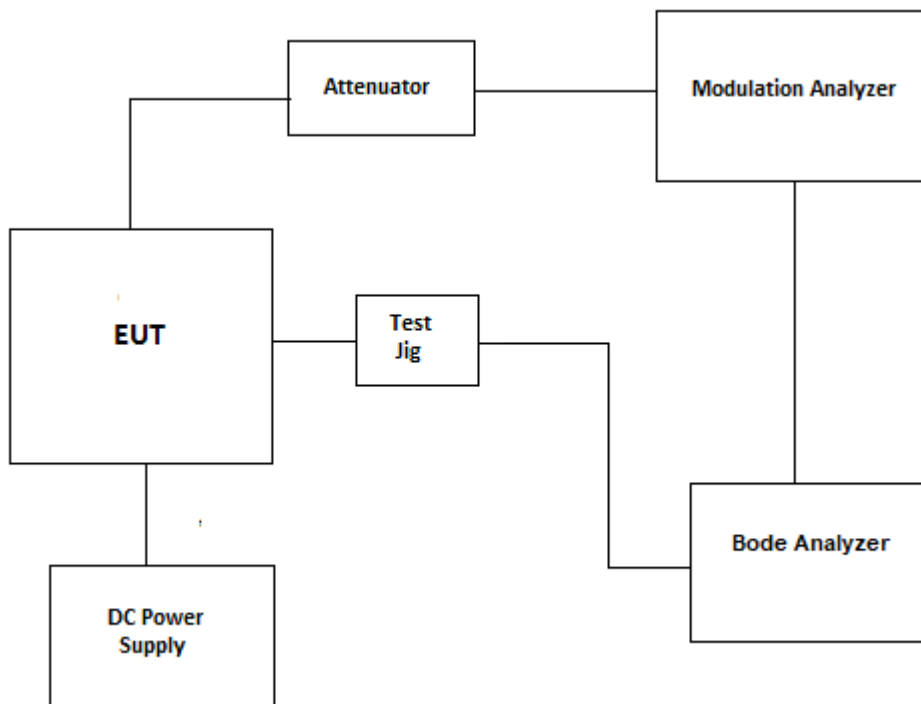 Attenuator
Modulation Analyzer
EUT
Test
Jig
Bode Analyzer
DC Power
Supply